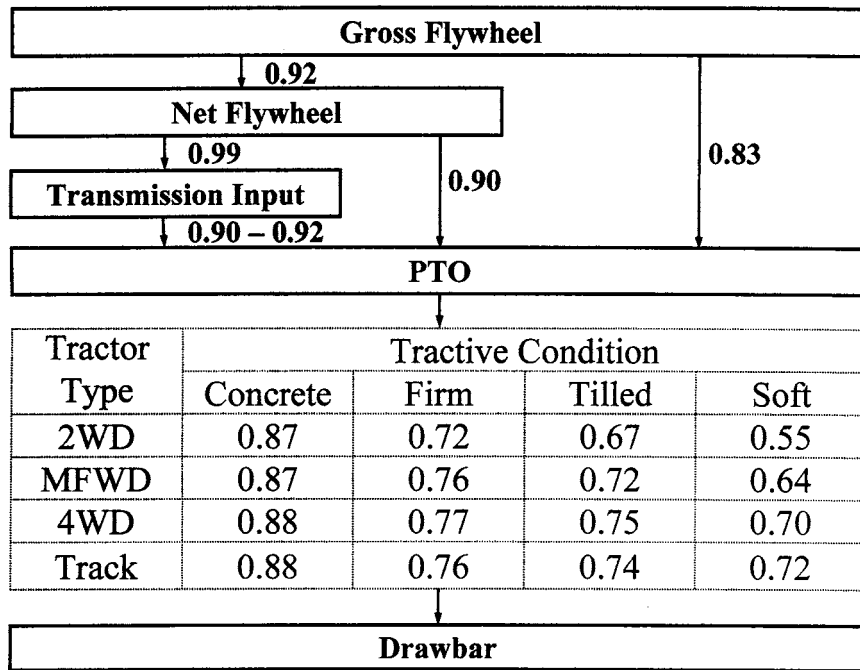 Gross Flywheel
0.92
Net Flywheel
0.99
0.90
0.83
Transmission Input
0.90 – 0.92
PTO
Tractor Type
Tractive Condition
Concrete Firm Tilled Soft
2WD 0.87 0.72 0.67 0.55
MFWD 0.87 0.76 0.72 0.64
4WD 0.88 0.77 0.75 0.70
Track 0.88 0.76 0.74 0.72
Drawbar